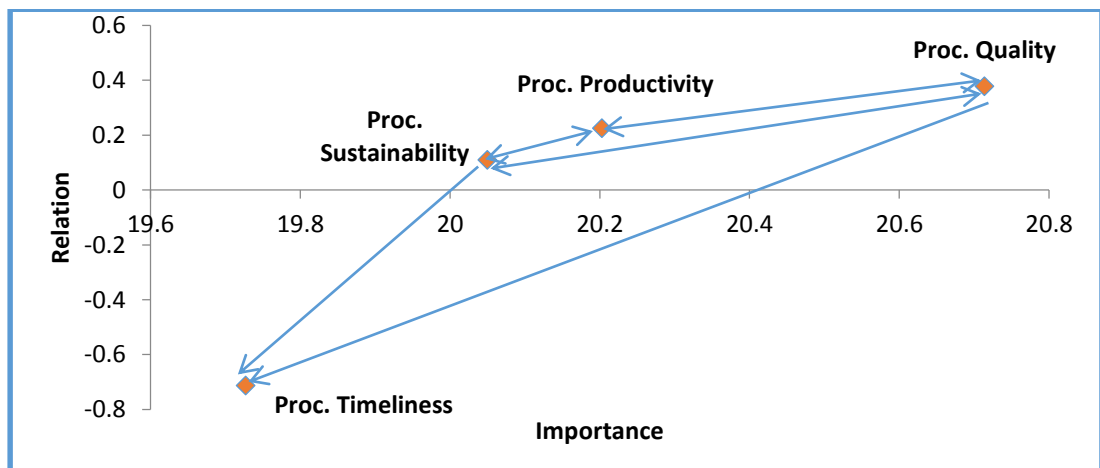 0.6
Proc. Quality
0.4
Proc. Productivity
Proc.
Sustainability
0.2
0
19.6 19.8 20 20.2 20.4 20.6 20.8
Relation
-0.2
-0.4
-0.6
-0.8
Proc. Timeliness
Importance